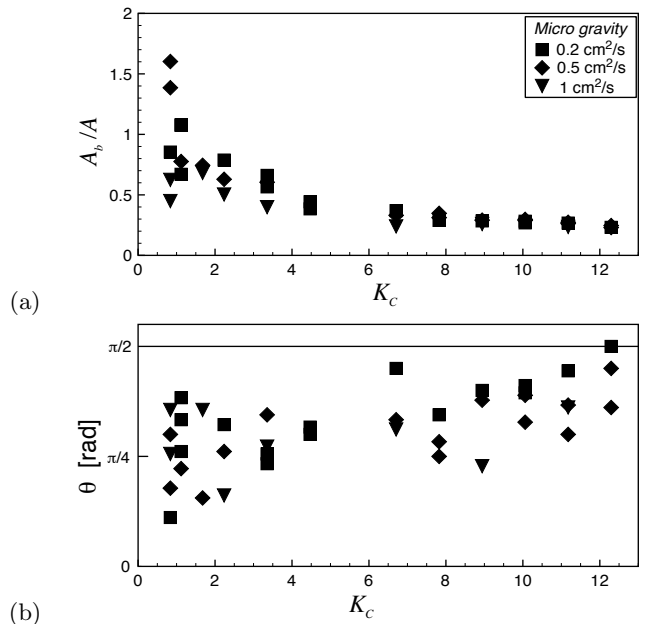 2
1.5
1
0.5
0
A_b/A
Micro gravity
0.2 cm²/s
0.5 cm²/s
1 cm²/s
0 2 4 6 8 10 12
K_C
(a)
π/2
π/4
0
θ [rad]
0 2 4 6 8 10 12
K_C
(b)